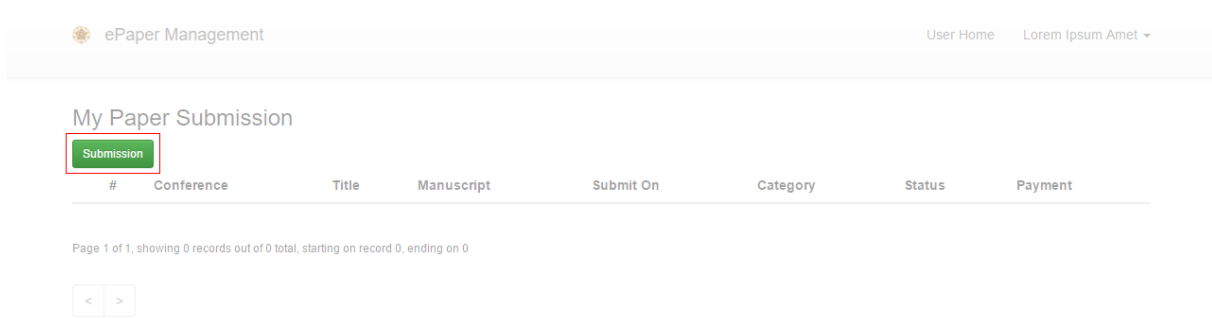 ePaper Management User Home Lorem Ipsum Amet
My Paper Submission
Submission
# Conference Title Manuscript Submit On Category Status Payment
Page 1 of 1, showing 0 records out of 0 total, starting on record 0, ending on 0
< >